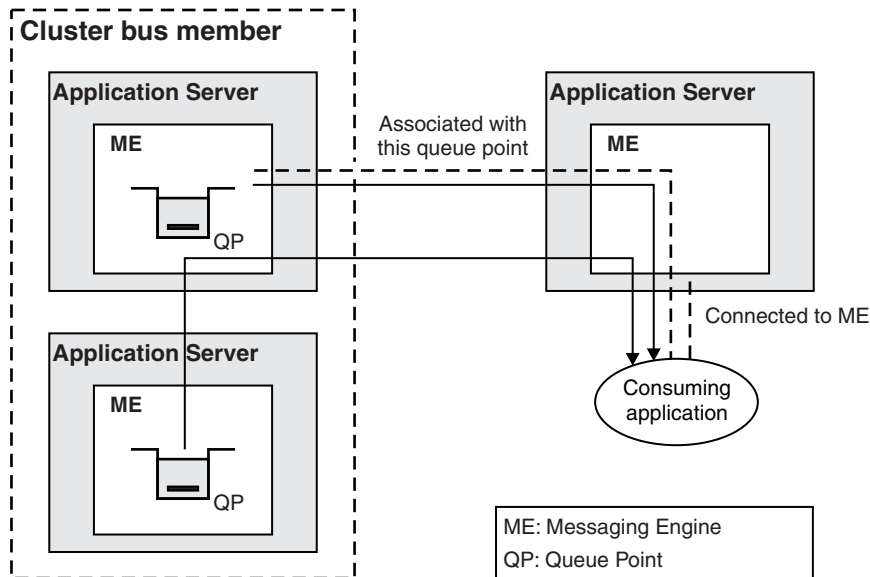 Cluster bus member
Application Server
ME
QP
Associated with
this queue point
Application Server
ME
Connected to ME
Consuming
application
Application Server
ME
QP
ME: Messaging Engine
QP: Queue Point